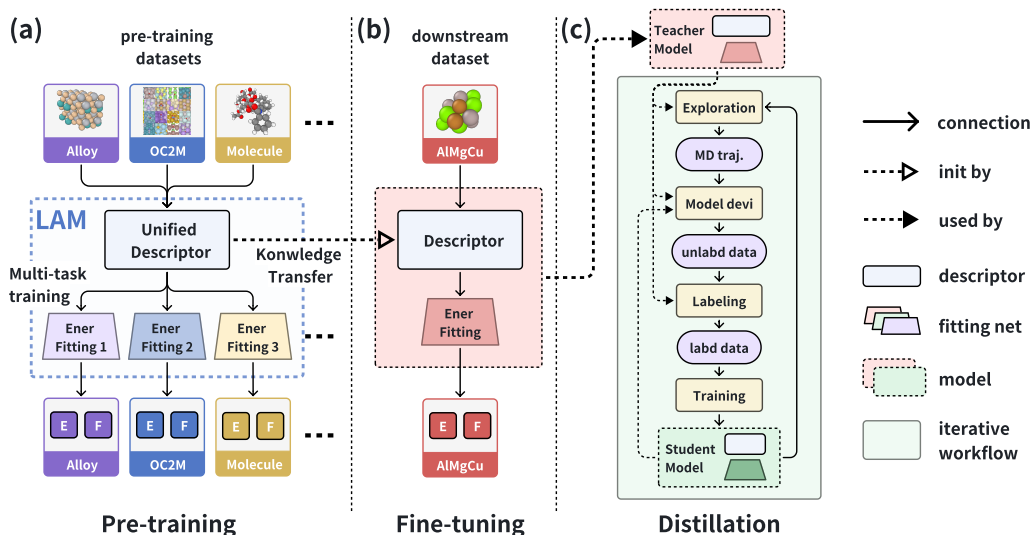 (a)
pre-training
datasets
Alloy
OC2M
Molecule
LAM
Unified
Descriptor
Multi-task
training
Ener
Fitting 1
Ener
Fitting 2
Ener
Fitting 3
E F
E F
E F
Alloy
OC2M
Molecule
Pre-training
Konwledge
Transfer
(b)
downstream
dataset
AlMgCu
Descriptor
Ener
Fitting
E F
AlMgCu
Fine-tuning
(c)
Teacher
Model
Exploration
MD traj.
Model devi
unlabd data
Labeling
labd data
Training
Student
Model
Distillation
connection
init by
used by
descriptor
fitting net
model
iterative
workflow